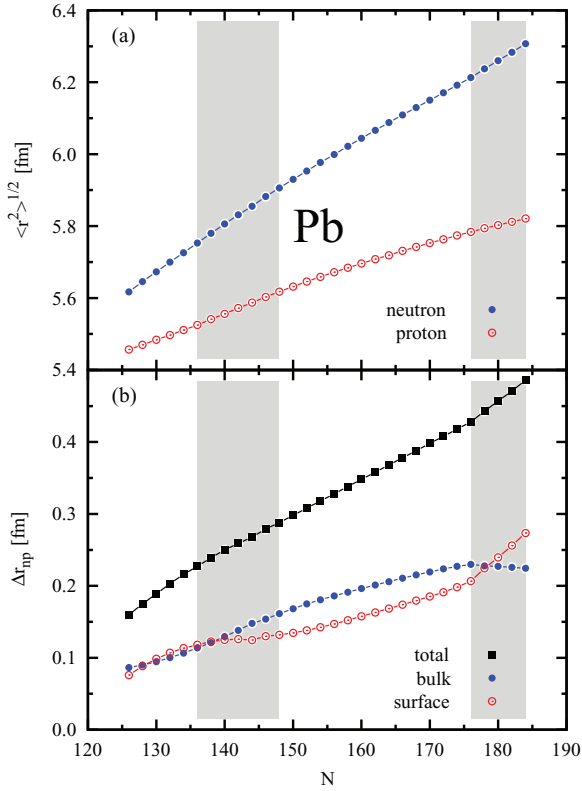 6.4
(a)
6.2
6.0
<r²>^1/2 [fm]
Pb
5.8
5.6
neutron
proton
5.4
(b)
0.4
0.3
Δr_np [fm]
0.2
0.1
total
bulk
surface
0.0
120 130 140 150 160 170 180 190
N